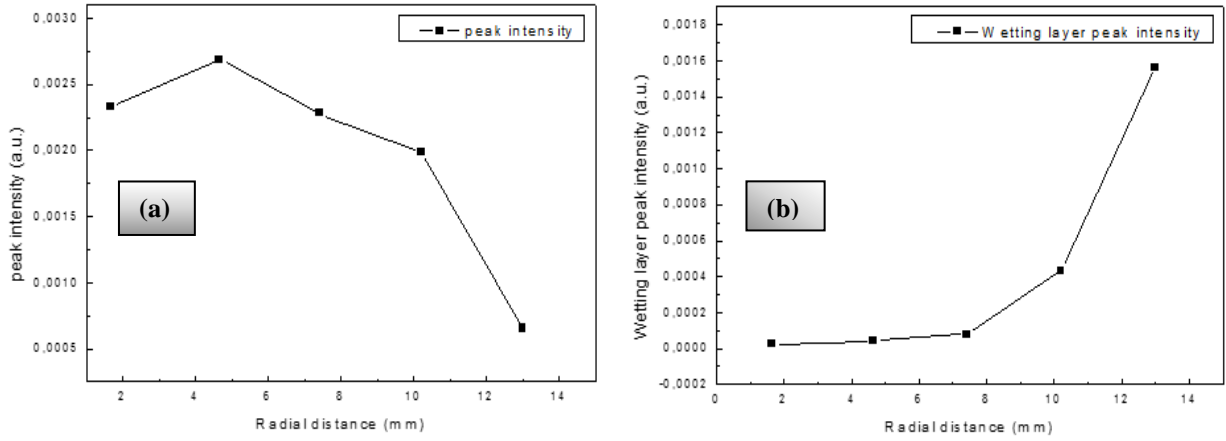 0,0030
0,0025
0,0020
0,0015
0,0010
0,0005
peak intensity (a.u.)
peak intensity
(a)
2 4 6 8 10 12 14
Radial distance (mm)
0,0018
0,0016
0,0014
0,0012
0,0010
0,0008
0,0006
0,0004
0,0002
0,0000
-0,0002
Wetting layer peak intensity (a.u.)
Wetting layer peak intensity
(b)
0 2 4 6 8 10 12 14
Radial distance (mm)